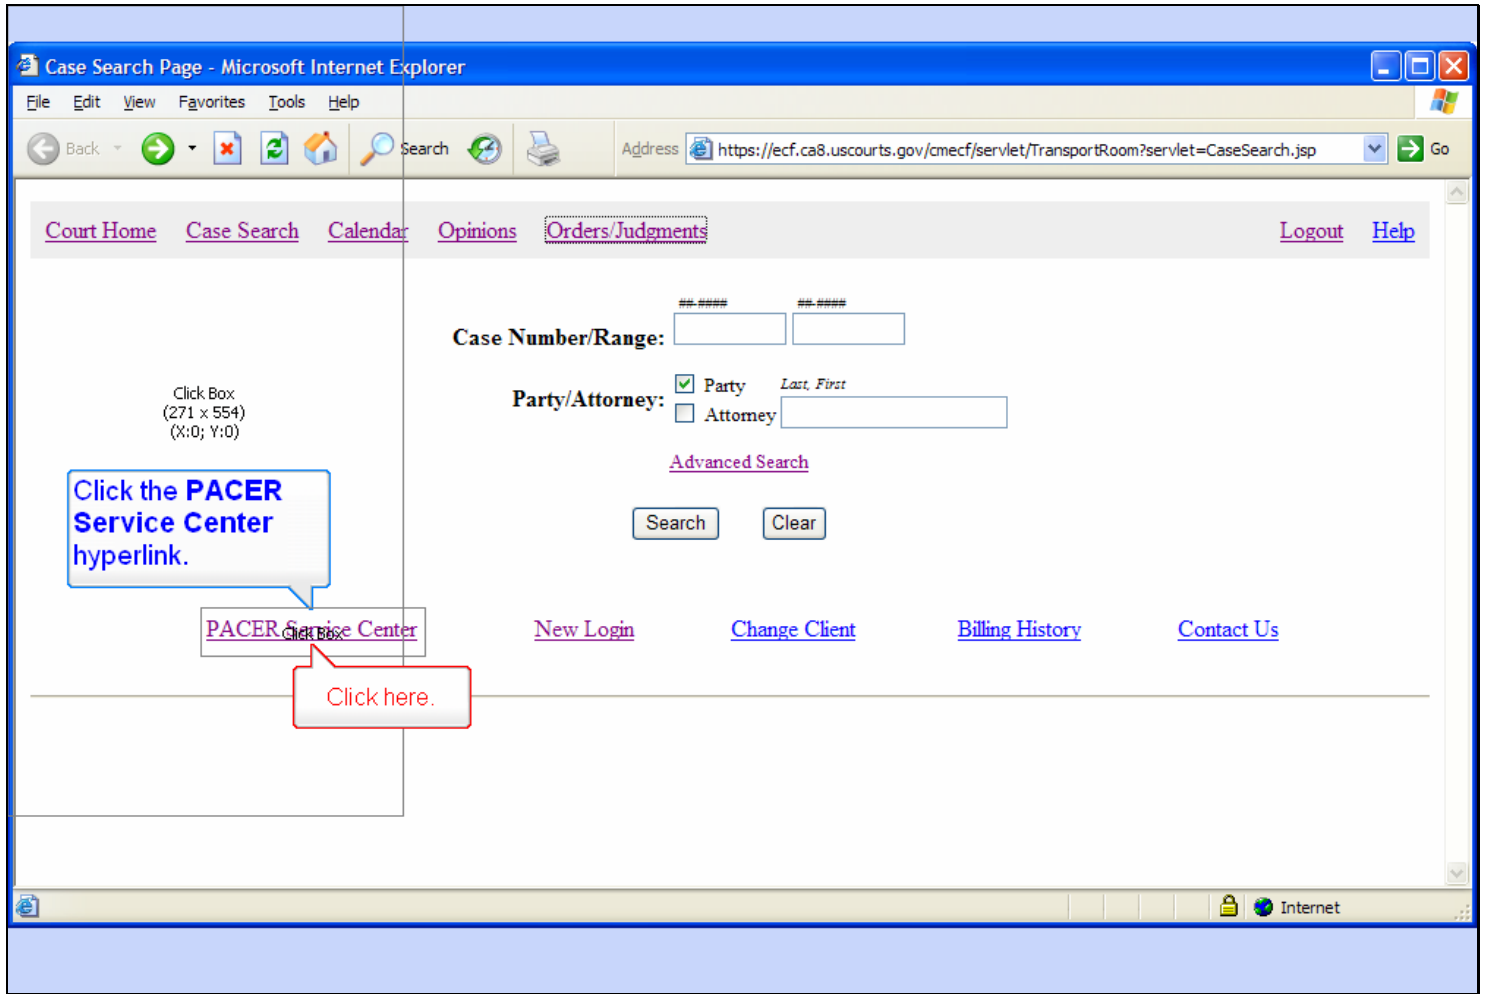 Case Search Page - Microsoft Internet Explorer
File Edit View Favorites Tools Help
Back Search Address https://ecf.ca8.uscourts.gov/cmecf/servlet/TransportRoom?servlet=CaseSearch.jsp Go
Court Home Case Search Calendar Opinions Orders/Judgments Logout Help
##-#### ##-####
Case Number/Range:
Party/Attorney: Party Last, First
Attorney
Click Box
(271 x 554)
(X:0; Y:0)
Advanced Search
Click the PACER
Service Center
hyperlink.
Search Clear
PACER Service Center New Login Change Client Billing History Contact Us
Click Box
Click here.
Internet